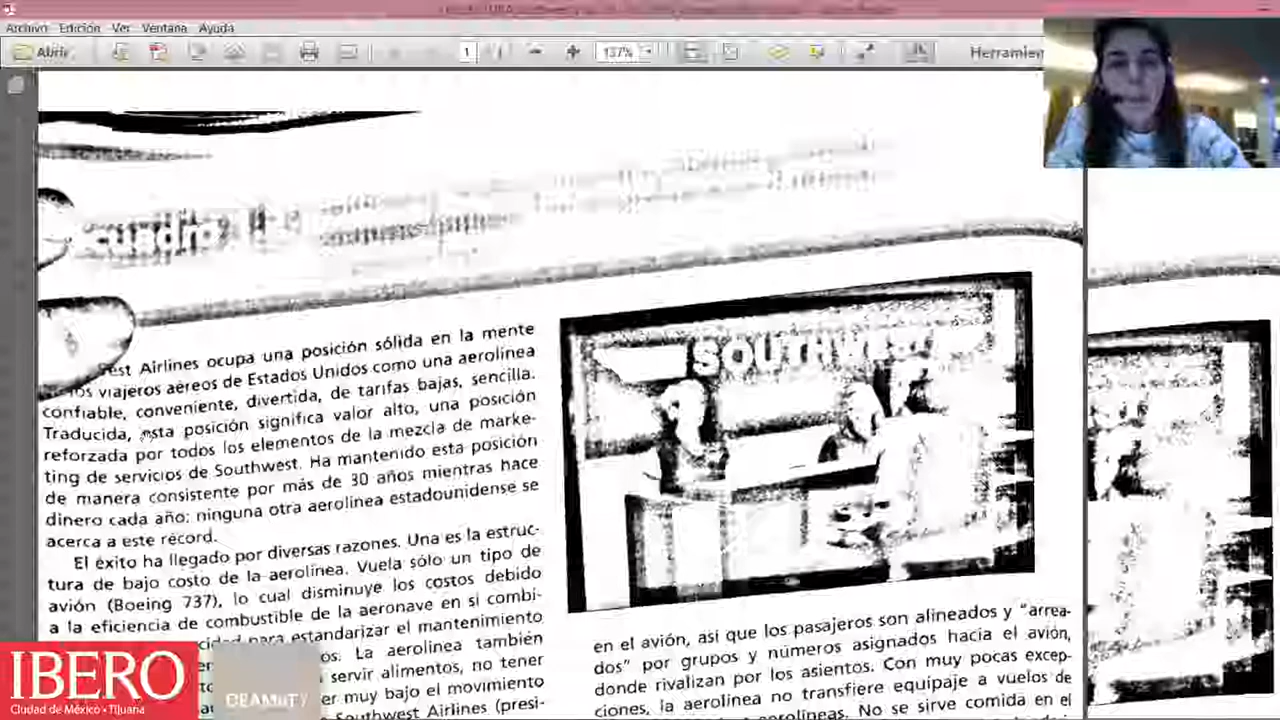 Archivo Edición Ver Ventana Ayuda
Abrir 1 / 137% Herramien
cuadro
SOUTHWEST
est Airlines ocupa una posición sólida en la mente
los viajeros aéreos de Estados Unidos como una aerolínea
confiable, conveniente, divertida, de tarifas bajas, sencilla.
Traducida, esta posición significa valor alto, una posición
reforzada por todos los elementos de la mezcla de marke-
ting de servicios de Southwest. Ha mantenido esta posición
de manera consistente por más de 30 años mientras hace
dinero cada año; ninguna otra aerolínea estadounidense se
acerca a este récord.
El éxito ha llegado por diversas razones. Una es la estruc-
tura de bajo costo de la aerolínea. Vuela sólo un tipo de
avión (Boeing 737), lo cual disminuye los costos debido
a la eficiencia de combustible de la aeronave en sí combi-
para estandarizar el mantenimiento
os. La aerolínea también
servir alimentos, no tener
er muy bajo el movimiento
Southwest Airlines (presi-
en el avión, así que los pasajeros son alineados y "arrea-
dos" por grupos y números asignados hacia el avión,
donde rivalizan por los asientos. Con muy pocas excep-
ciones, la aerolínea no transfiere equipaje a vuelos de
aerolíneas. No se sirve comida en el
IBERO
Ciudad de México · Tijuana